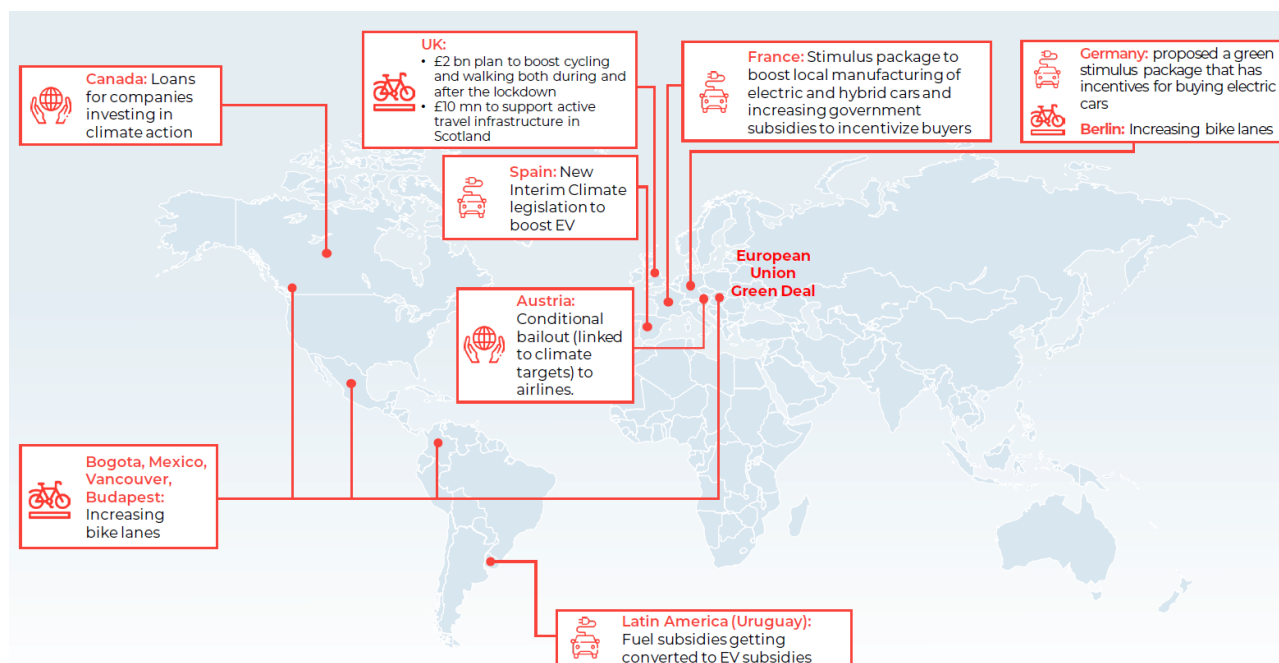 Canada: Loans
for companies
investing in
climate action
UK:
• £2 bn plan to boost cycling
and walking both during and
after the lockdown
• £10 mn to support active
travel infrastructure in
Scotland
France: Stimulus package to
boost local manufacturing of
electric and hybrid cars and
increasing government
subsidies to incentivize buyers
Germany: proposed a green
stimulus package that has
incentives for buying electric
cars
Berlin: Increasing bike lanes
Spain: New
Interim Climate
legislation to
boost EV
European
Union
Green Deal
Austria:
Conditional
bailout (linked
to climate
targets) to
airlines.
Bogota, Mexico,
Vancouver,
Budapest:
Increasing
bike lanes
Latin America (Uruguay):
Fuel subsidies getting
converted to EV subsidies